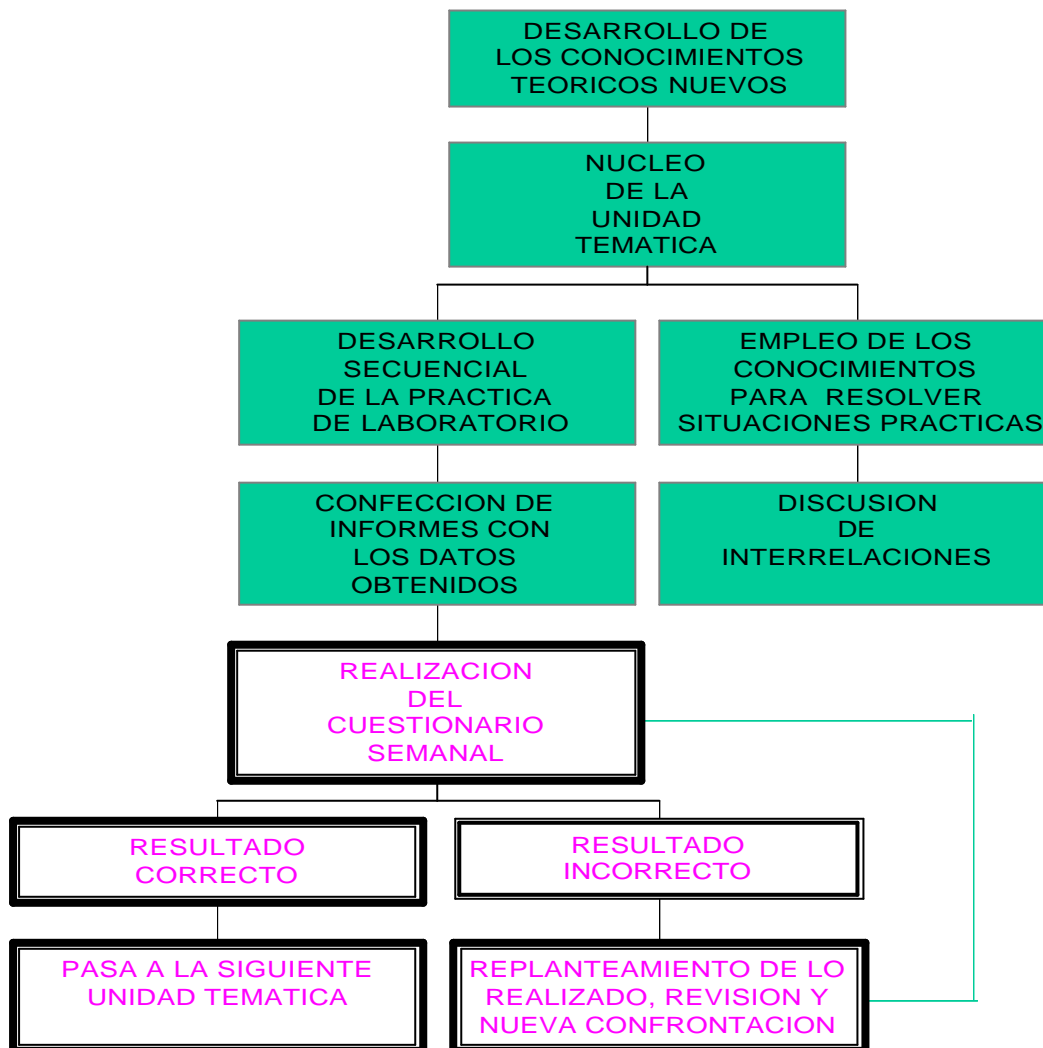 DESARROLLO DE
LOS CONOCIMIENTOS
TEORICOS NUEVOS
NUCLEO
DE LA
UNIDAD
TEMATICA
DESARROLLO
SECUENCIAL
DE LA PRACTICA
DE LABORATORIO
EMPLEO DE LOS
CONOCIMIENTOS
PARA RESOLVER
SITUACIONES PRACTICAS
CONFECCION DE
INFORMES CON
LOS DATOS
OBTENIDOS
DISCUSION
DE
INTERRELACIONES
REALIZACION
DEL
CUESTIONARIO
SEMANAL
RESULTADO
CORRECTO
RESULTADO
INCORRECTO
PASA A LA SIGUIENTE
UNIDAD TEMATICA
REPLANTEAMIENTO DE LO
REALIZADO, REVISION Y
NUEVA CONFRONTACION